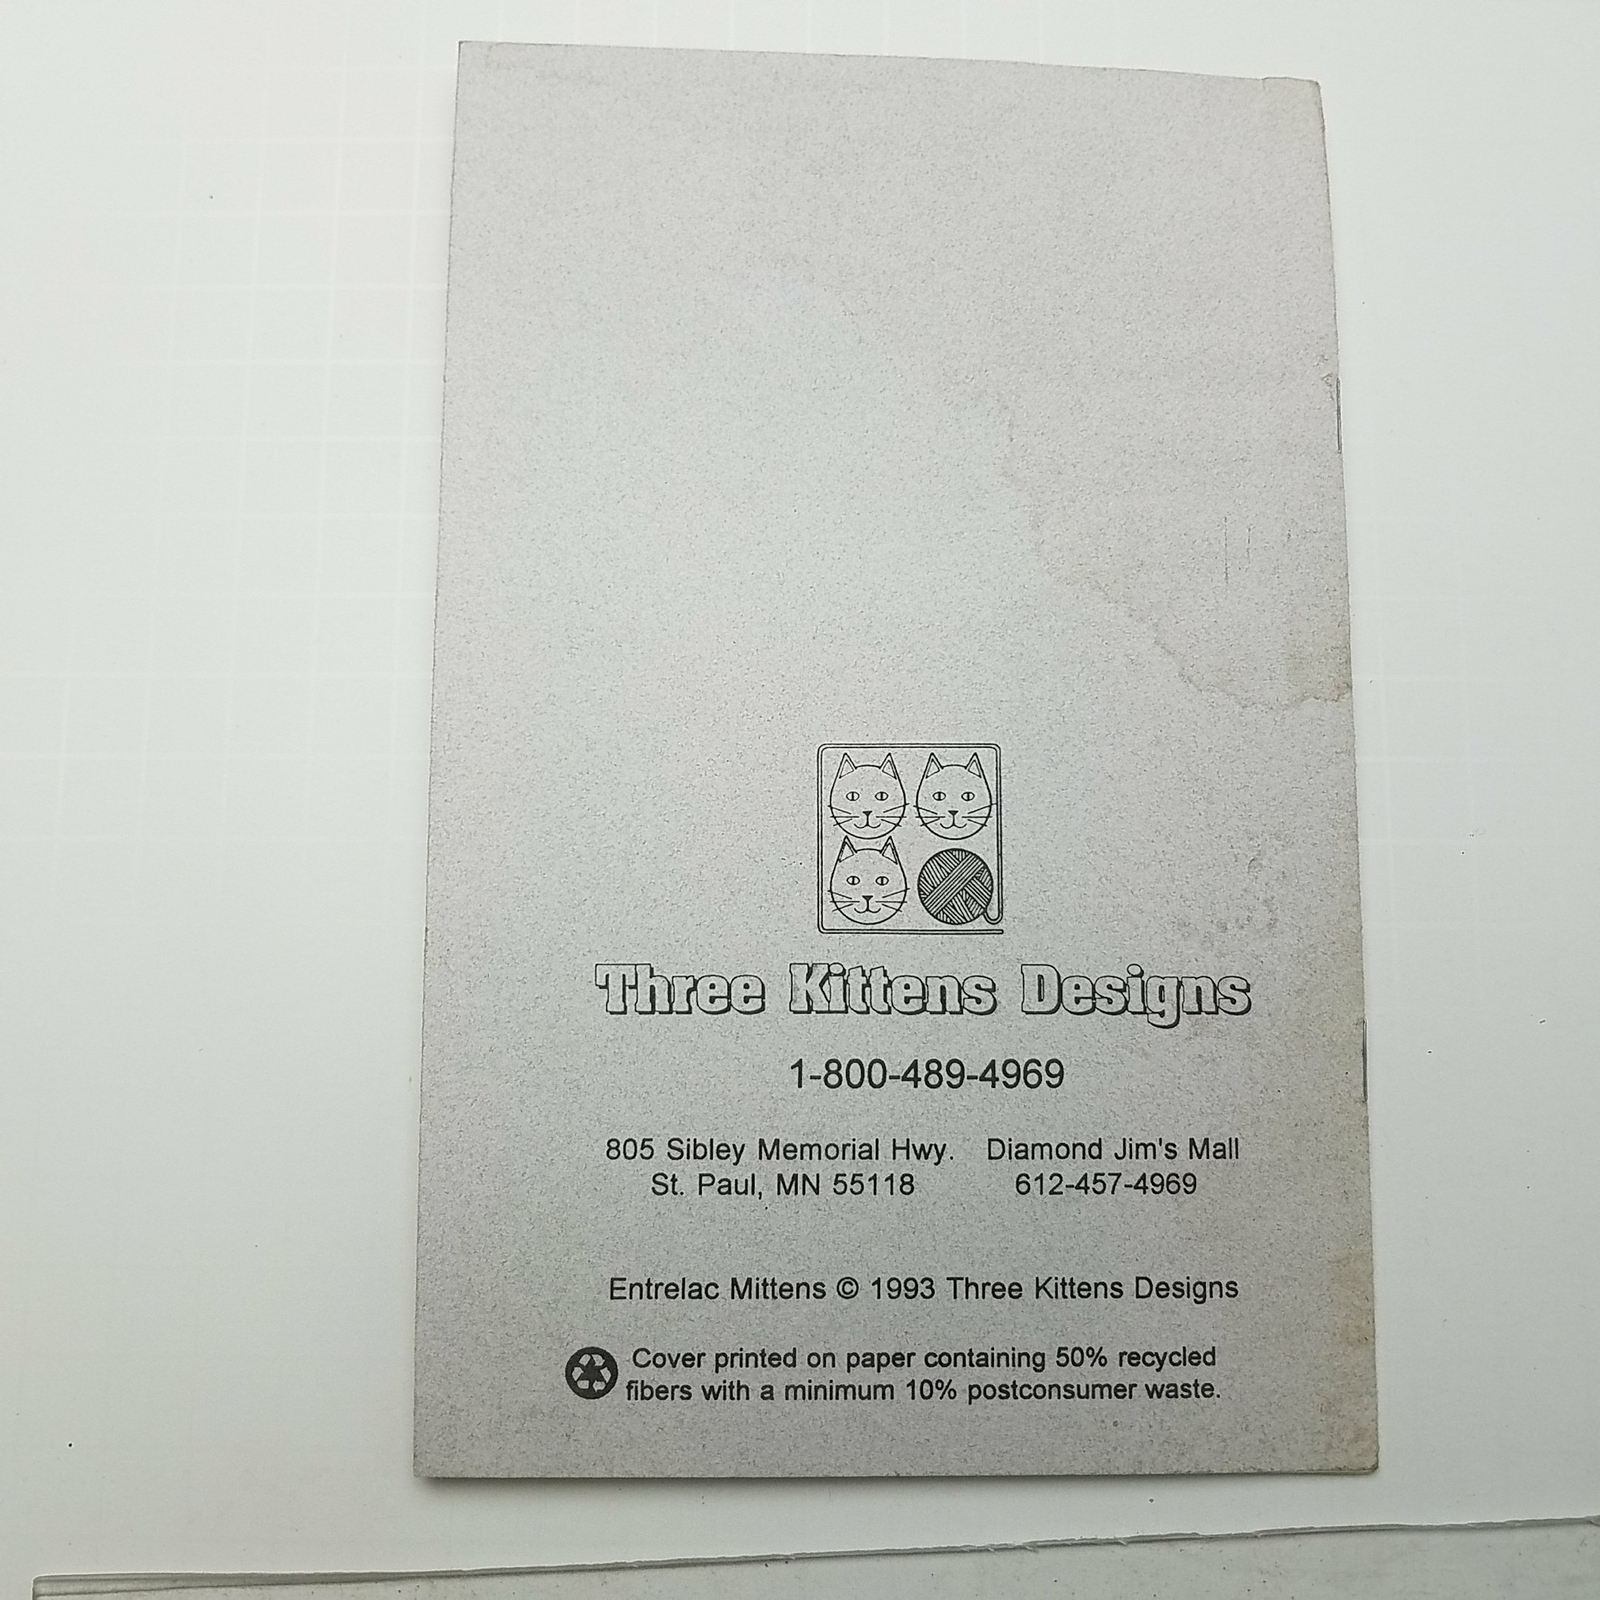 Three Kittens Designs
1-800-489-4969
805 Sibley Memorial Hwy. Diamond Jim's Mall
St. Paul, MN 55118 612-457-4969
Entrelac Mittens © 1993 Three Kittens Designs
Cover printed on paper containing 50% recycled
fibers with a minimum 10% postconsumer waste.